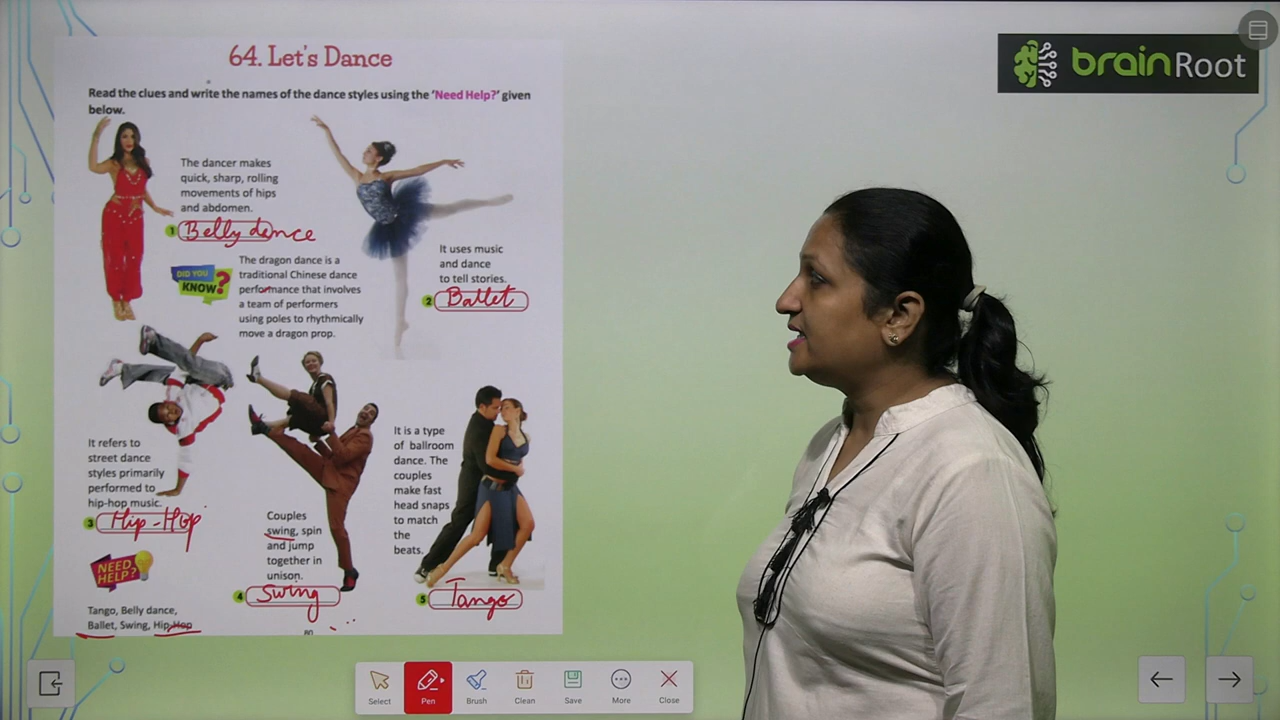 brainRoot
64. Let's Dance
Read the clues and write the names of the dance styles using the 'Need Help?' given
below.
The dancer makes
quick, sharp, rolling
movements of hips
and abdomen.
1 Belly dance
It uses music
and dance
to tell stories.
2 Ballet
DID YOU
KNOW?
The dragon dance is a
traditional Chinese dance
performance that involves
a team of performers
using poles to rhythmically
move a dragon prop.
It refers to
street dance
styles primarily
performed to
hip-hop music.
3 Hip-Hop
Couples
swing, spin
and jump
together in
unison.
4 Swing
It is a type
of ballroom
dance. The
couples
make fast
head snaps
to match
the
beats.
5 Tango
NEED
HELP?
Tango, Belly dance,
Ballet, Swing, Hip-Hop
80
Select
Pen
Brush
Clean
Save
More
Close